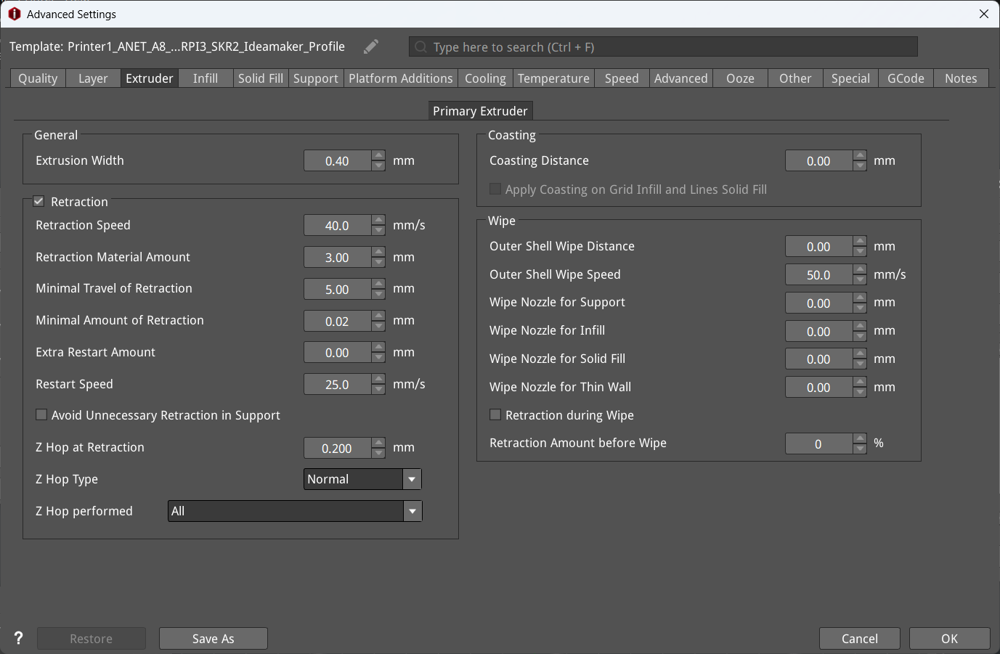 Advanced Settings
Template: Printer1_ANET_A8_...RPI3_SKR2_Ideamaker_Profile
Type here to search (Ctrl + F)
Quality Layer Extruder Infill Solid Fill Support Platform Additions Cooling Temperature Speed Advanced Ooze Other Special GCode Notes
Primary Extruder
General
Extrusion Width 0.40 mm
Retraction
Retraction Speed 40.0 mm/s
Retraction Material Amount 3.00 mm
Minimal Travel of Retraction 5.00 mm
Minimal Amount of Retraction 0.02 mm
Extra Restart Amount 0.00 mm
Restart Speed 25.0 mm/s
Avoid Unnecessary Retraction in Support
Z Hop at Retraction 0.200 mm
Z Hop Type Normal
Z Hop performed All
Coasting
Coasting Distance 0.00 mm
Apply Coasting on Grid Infill and Lines Solid Fill
Wipe
Outer Shell Wipe Distance 0.00 mm
Outer Shell Wipe Speed 50.0 mm/s
Wipe Nozzle for Support 0.00 mm
Wipe Nozzle for Infill 0.00 mm
Wipe Nozzle for Solid Fill 0.00 mm
Wipe Nozzle for Thin Wall 0.00 mm
Retraction during Wipe
Retraction Amount before Wipe 0 %
? Restore Save As Cancel OK